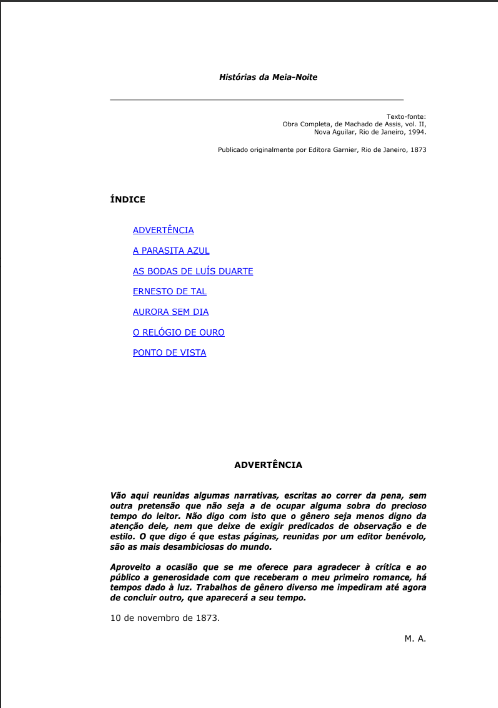 Histórias da Meia-Noite
Texto-fonte:
Obra Completa, de Machado de Assis, vol. II,
Nova Aguilar, Rio de Janeiro, 1994.
Publicado originalmente por Editora Garnier, Rio de Janeiro, 1873
ÍNDICE
ADVERTÊNCIA
A PARASITA AZUL
AS BODAS DE LUÍS DUARTE
ERNESTO DE TAL
AURORA SEM DIA
O RELÓGIO DE OURO
PONTO DE VISTA
ADVERTÊNCIA
Vão aqui reunidas algumas narrativas, escritas ao correr da pena, sem
outra pretensão que não seja a de ocupar alguma sobra do precioso
tempo do leitor. Não digo com isto que o gênero seja menos digno da
atenção dele, nem que deixe de exigir predicados de observação e de
estilo. O que digo é que estas páginas, reunidas por um editor benévolo,
são as mais desambiciosas do mundo.
Aproveito a ocasião que se me oferece para agradecer à crítica e ao
público a generosidade com que receberam o meu primeiro romance, há
tempos dado à luz. Trabalhos de gênero diverso me impediram até agora
de concluir outro, que aparecerá a seu tempo.
10 de novembro de 1873.
M. A.